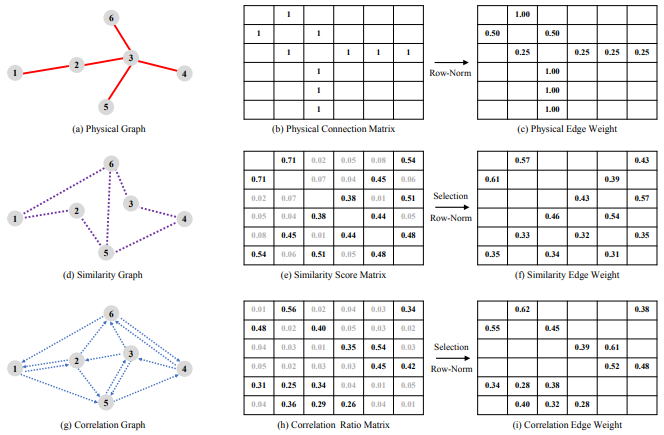 6
1
2
3
4
5
(a) Physical Graph
1
1 1
1 1 1 1
1
1
1
(b) Physical Connection Matrix
Row-Norm
1.00
0.50 0.50
0.25 0.25 0.25 0.25
1.00
1.00
1.00
(c) Physical Edge Weight
6
1
2
3
4
5
(d) Similarity Graph
0.71 0.02 0.05 0.08 0.54
0.71 0.07 0.04 0.45 0.06
0.02 0.07 0.38 0.01 0.51
0.05 0.04 0.38 0.44 0.05
0.08 0.45 0.01 0.44 0.48
0.54 0.06 0.51 0.05 0.48
(e) Similarity Score Matrix
Selection
Row-Norm
0.57 0.43
0.61 0.39
0.43 0.57
0.46 0.54
0.33 0.32 0.35
0.35 0.34 0.31
(f) Similarity Edge Weight
6
1
2
3
4
5
(g) Correlation Graph
0.01 0.56 0.02 0.04 0.03 0.34
0.48 0.02 0.40 0.05 0.03 0.02
0.04 0.03 0.01 0.35 0.54 0.03
0.05 0.02 0.03 0.03 0.45 0.42
0.31 0.25 0.34 0.04 0.01 0.05
0.04 0.36 0.29 0.26 0.04 0.01
(h) Correlation Ratio Matrix
Selection
Row-Norm
0.62 0.38
0.55 0.45
0.39 0.61
0.52 0.48
0.34 0.28 0.38
0.40 0.32 0.28
(i) Correlation Edge Weight